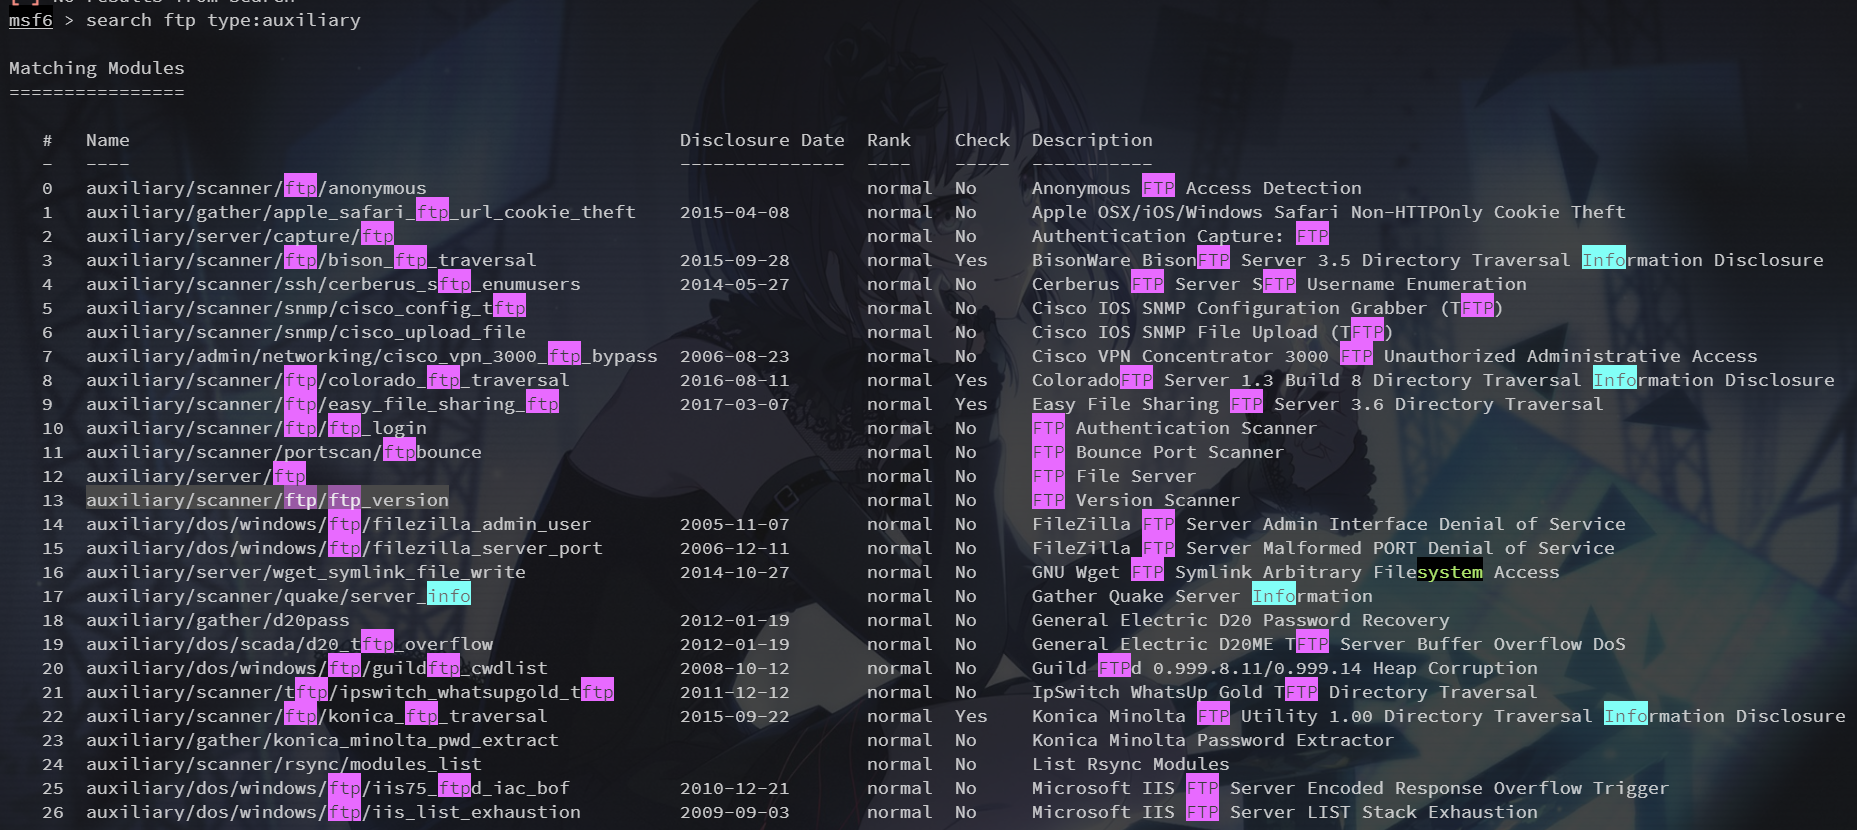 No results from search
msf6 > search ftp type:auxiliary
Matching Modules
================
# Name Disclosure Date Rank Check Description
- ---- --------------- ---- ----- -----------
0 auxiliary/scanner/ftp/anonymous normal No Anonymous FTP Access Detection
1 auxiliary/gather/apple_safari_ftp_url_cookie_theft 2015-04-08 normal No Apple OSX/iOS/Windows Safari Non-HTTPOnly Cookie Theft
2 auxiliary/server/capture/ftp normal No Authentication Capture: FTP
3 auxiliary/scanner/ftp/bison_ftp_traversal 2015-09-28 normal Yes BisonWare BisonFTP Server 3.5 Directory Traversal Information Disclosure
4 auxiliary/scanner/ssh/cerberus_sftp_enumusers 2014-05-27 normal No Cerberus FTP Server SFTP Username Enumeration
5 auxiliary/scanner/snmp/cisco_config_tftp normal No Cisco IOS SNMP Configuration Grabber (TFTP)
6 auxiliary/scanner/snmp/cisco_upload_file normal No Cisco IOS SNMP File Upload (TFTP)
7 auxiliary/admin/networking/cisco_vpn_3000_ftp_bypass 2006-08-23 normal No Cisco VPN Concentrator 3000 FTP Unauthorized Administrative Access
8 auxiliary/scanner/ftp/colorado_ftp_traversal 2016-08-11 normal Yes ColoradoFTP Server 1.3 Build 8 Directory Traversal Information Disclosure
9 auxiliary/scanner/ftp/easy_file_sharing_ftp 2017-03-07 normal Yes Easy File Sharing FTP Server 3.6 Directory Traversal
10 auxiliary/scanner/ftp/ftp_login normal No FTP Authentication Scanner
11 auxiliary/scanner/portscan/ftpbounce normal No FTP Bounce Port Scanner
12 auxiliary/server/ftp normal No FTP File Server
13 auxiliary/scanner/ftp/ftp_version normal No FTP Version Scanner
14 auxiliary/dos/windows/ftp/filezilla_admin_user 2005-11-07 normal No FileZilla FTP Server Admin Interface Denial of Service
15 auxiliary/dos/windows/ftp/filezilla_server_port 2006-12-11 normal No FileZilla FTP Server Malformed PORT Denial of Service
16 auxiliary/server/wget_symlink_file_write 2014-10-27 normal No GNU Wget FTP Symlink Arbitrary Filesystem Access
17 auxiliary/scanner/quake/server_info normal No Gather Quake Server Information
18 auxiliary/gather/d20pass 2012-01-19 normal No General Electric D20 Password Recovery
19 auxiliary/dos/scada/d20_tftp_overflow 2012-01-19 normal No General Electric D20ME TFTP Server Buffer Overflow DoS
20 auxiliary/dos/windows/ftp/guildftp_cwdlist 2008-10-12 normal No Guild FTPd 0.999.8.11/0.999.14 Heap Corruption
21 auxiliary/scanner/tftp/ipswitch_whatsupgold_tftp 2011-12-12 normal No IpSwitch WhatsUp Gold TFTP Directory Traversal
22 auxiliary/scanner/ftp/konica_ftp_traversal 2015-09-22 normal Yes Konica Minolta FTP Utility 1.00 Directory Traversal Information Disclosure
23 auxiliary/gather/konica_minolta_pwd_extract normal No Konica Minolta Password Extractor
24 auxiliary/scanner/rsync/modules_list normal No List Rsync Modules
25 auxiliary/dos/windows/ftp/iis75_ftpd_iac_bof 2010-12-21 normal No Microsoft IIS FTP Server Encoded Response Overflow Trigger
26 auxiliary/dos/windows/ftp/iis_list_exhaustion 2009-09-03 normal No Microsoft IIS FTP Server LIST Stack Exhaustion